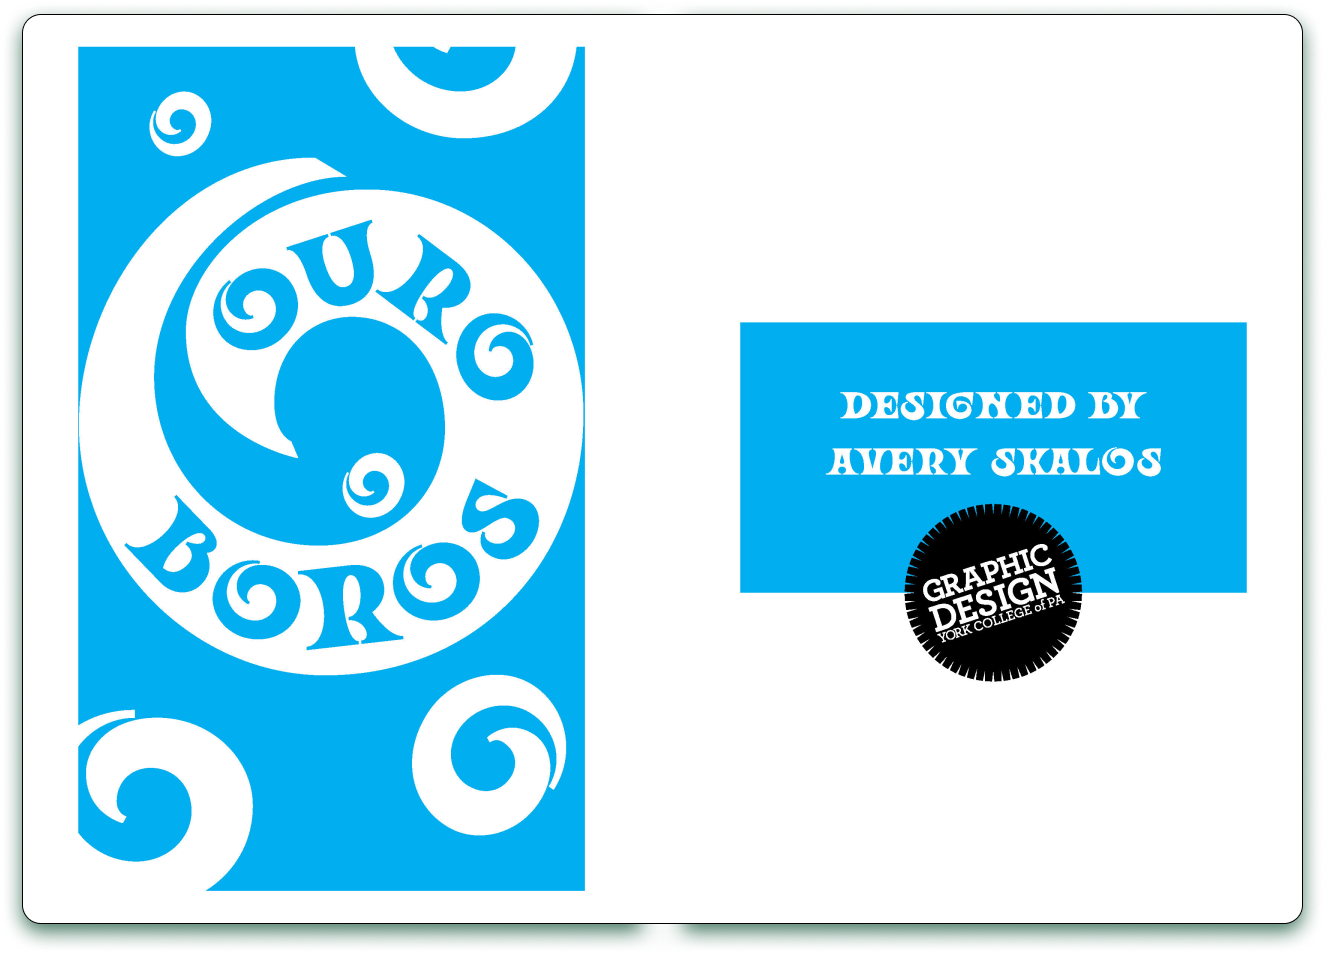 OURO
BOROS
DESIGNED BY
AVERY SKALOS
GRAPHIC
DESIGN
YORK COLLEGE of PA